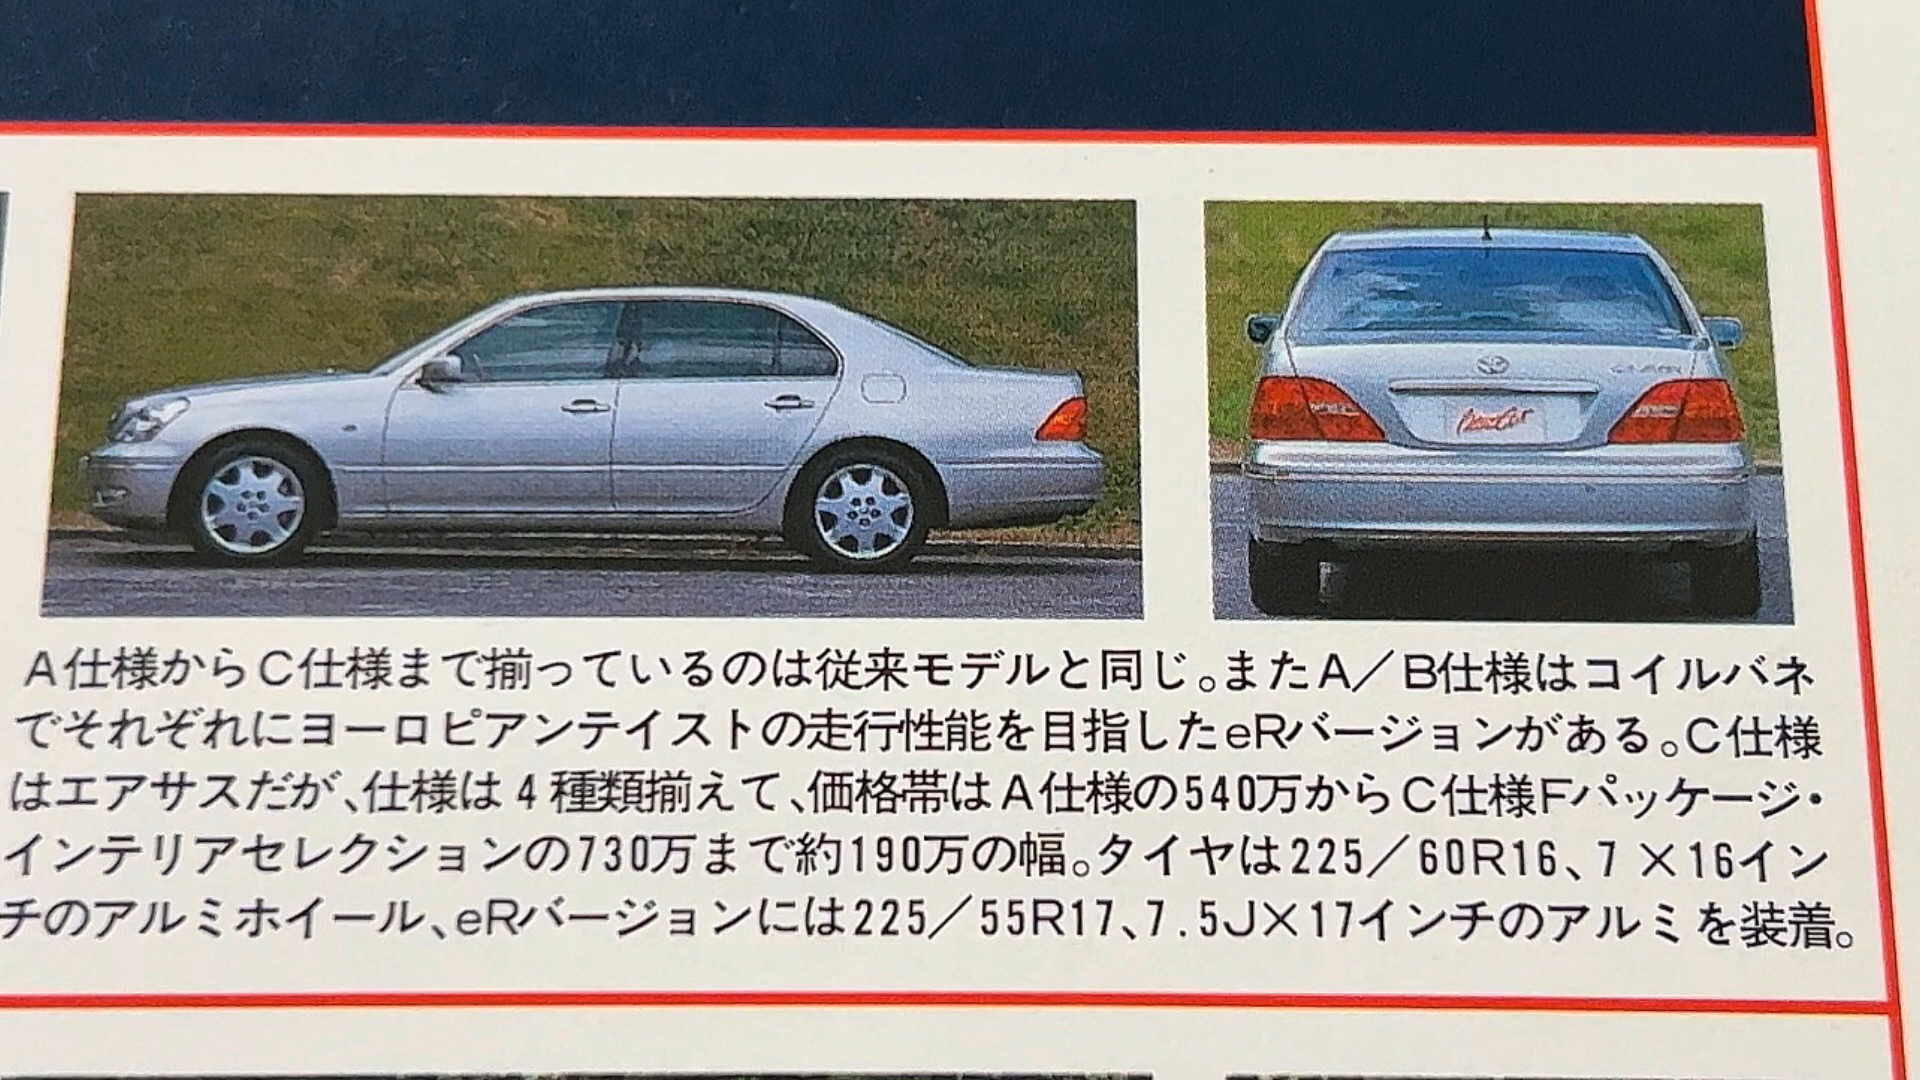 A仕様からC仕様まで揃っているのは従来モデルと同じ。またA／B仕様はコイルバネ
でそれぞれにヨーロピアンテイストの走行性能を目指したeRバージョンがある。C仕様
はエアサスだが、仕様は4種類揃えて、価格帯はA仕様の540万からC仕様Fパッケージ・
インテリアセレクションの730万まで約190万の幅。タイヤは225／60R16、7×16イン
チのアルミホイール、eRバージョンには225／55R17、7.5J×17インチのアルミを装着。